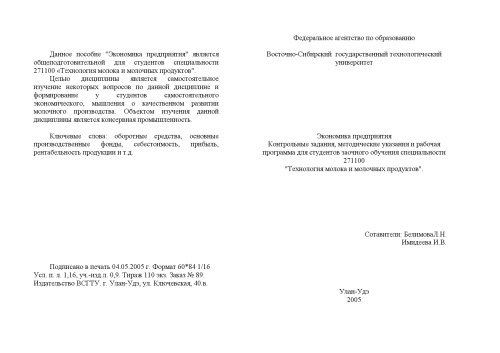 Данное пособие "Экономика предприятия" является
общеподготовительной для студентов специальности
271100 «Технология молока и молочных продуктов".
Целью дисциплины является самостоятельное
изучение некоторых вопросов по данной дисциплине и
формирование у студентов самостоятельного
экономического, мышления о качественном развитии
молочного производства. Объектом изучения данной
дисциплины является консервная промышленность.
Ключевые слова: оборотные средства, основные
производственные фонды, себестоимость, прибыль,
рентабельность продукции и т.д.
Подписано в печать 04.05.2005 г. Формат 60*84 1/16
Усл. п. л. 1,16, уч.-изд.л. 0,9. Тираж 110 экз. Заказ № 89.
Издательство ВСГТУ. г. Улан-Удэ, ул. Ключевская, 40.в.
Федеральное агентство по образованию
Восточно-Сибирский государственный технологический
университет
Экономика предприятия
Контрольные задания, методические указания и рабочая
программа для студентов заочного обучения специальности
271100
"Технология молока и молочных продуктов".
Сотавители: БелимоваЛ.Н.
Имидеева И.В.
Улан-Удэ
2005